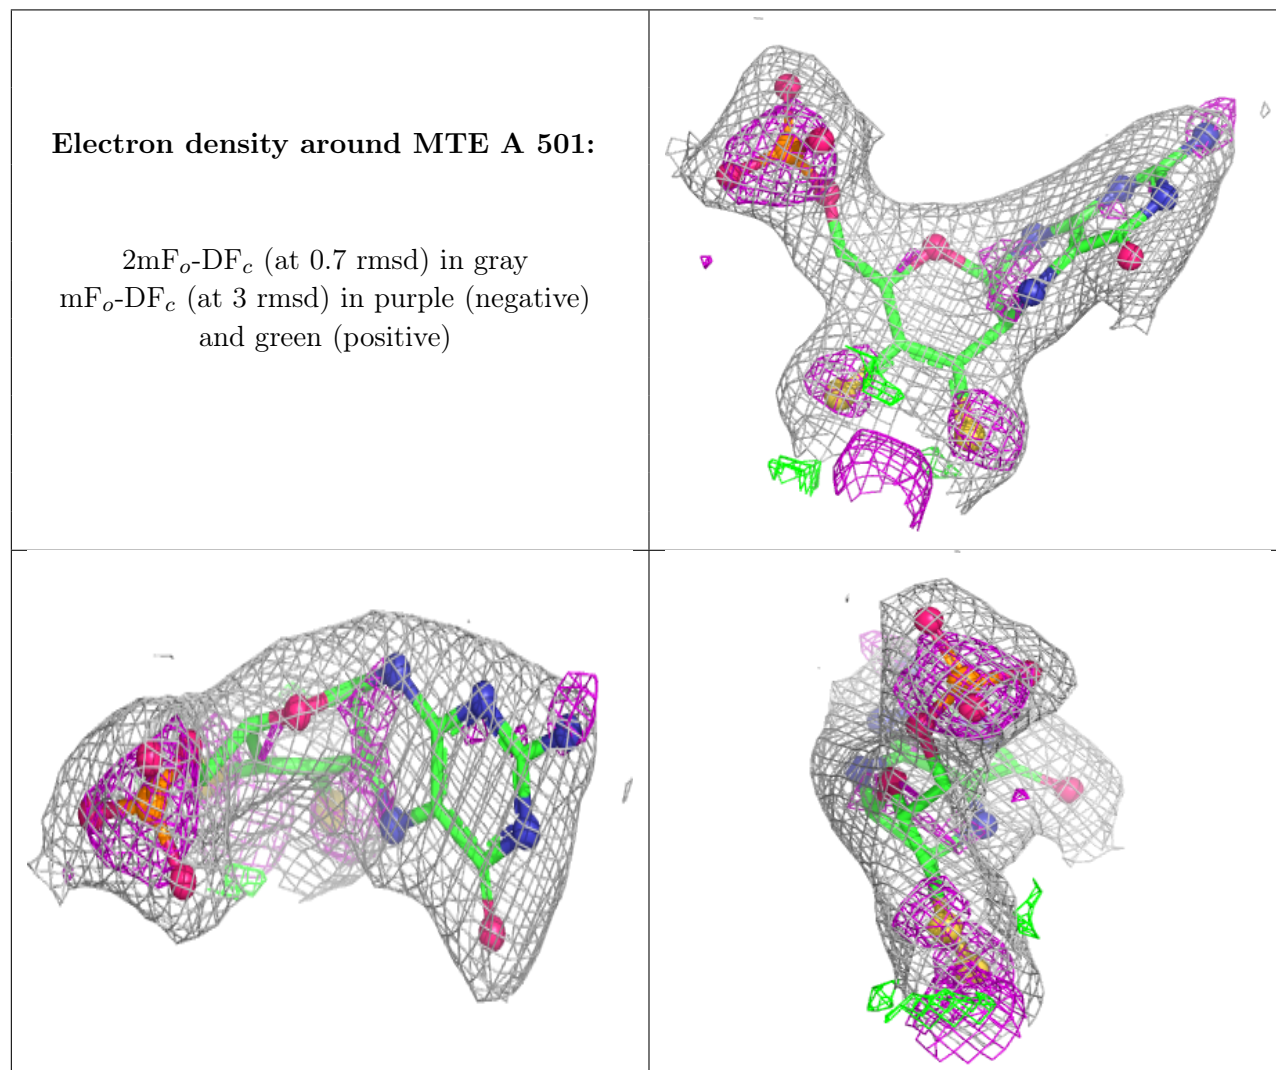 Electron density around MTE A 501:
2mFo-DFc (at 0.7 rmsd) in gray
mFo-DFc (at 3 rmsd) in purple (negative)
and green (positive)